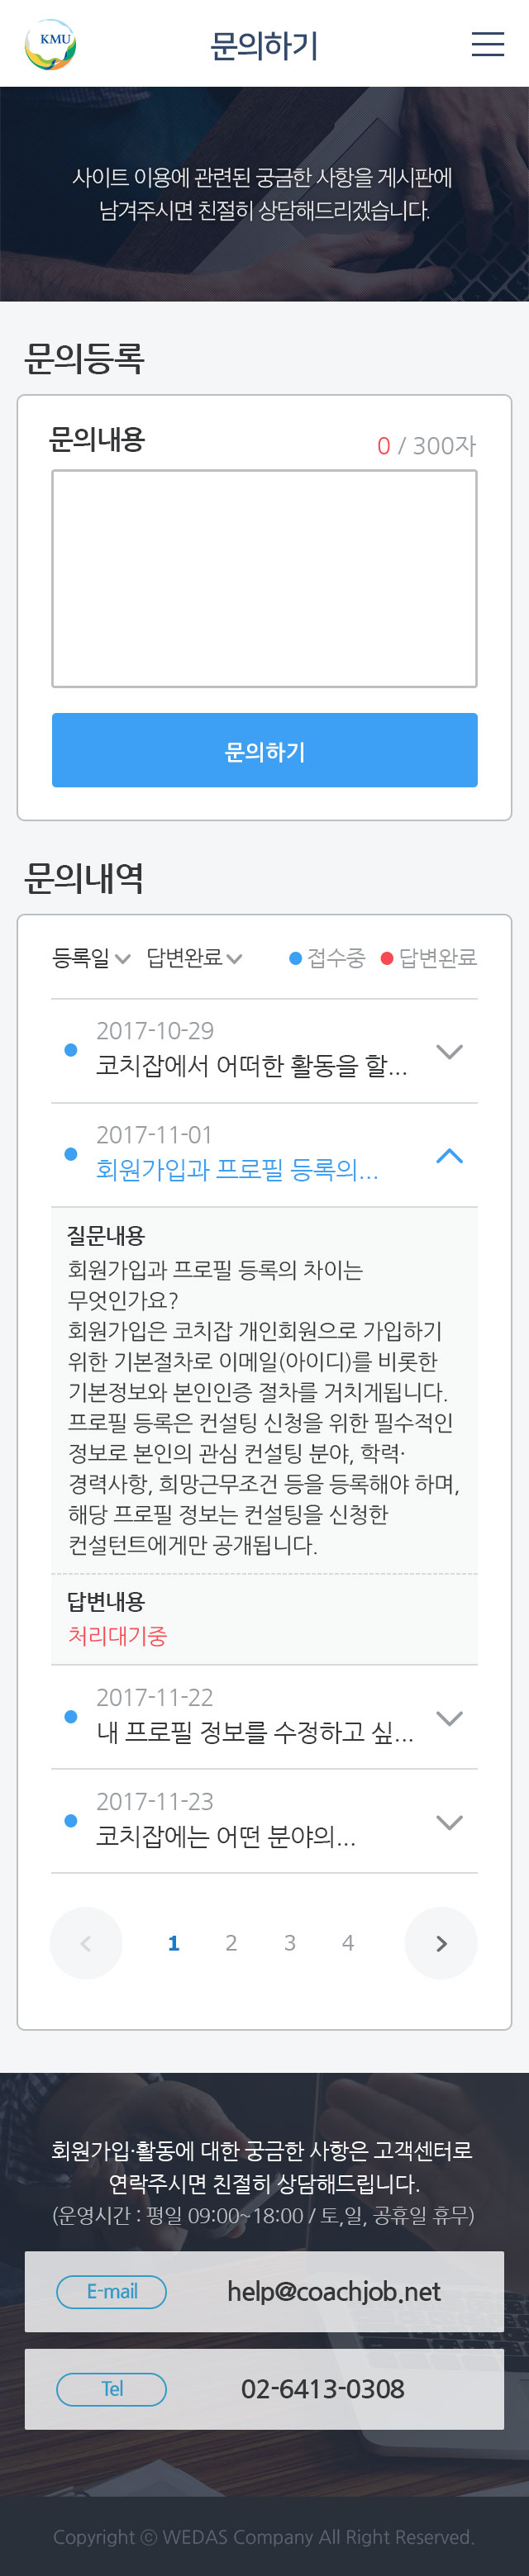 KMU
문의하기
사이트 이용에 관련된 궁금한 사항을 게시판에
남겨주시면 친절히 상담해드리겠습니다.
문의등록
문의내용
0 / 300자
문의하기
문의내역
등록일 답변완료 접수중 답변완료
2017-10-29
코치잡에서 어떠한 활동을 할...
2017-11-01
회원가입과 프로필 등록의...
질문내용
회원가입과 프로필 등록의 차이는
무엇인가요?
회원가입은 코치잡 개인회원으로 가입하기
위한 기본절차로 이메일(아이디)를 비롯한
기본정보와 본인인증 절차를 거치게됩니다.
프로필 등록은 컨설팅 신청을 위한 필수적인
정보로 본인의 관심 컨설팅 분야, 학력·
경력사항, 희망근무조건 등을 등록해야 하며,
해당 프로필 정보는 컨설팅을 신청한
컨설턴트에게만 공개됩니다.
답변내용
처리대기중
2017-11-22
내 프로필 정보를 수정하고 싶...
2017-11-23
코치잡에는 어떤 분야의...
1 2 3 4
회원가입·활동에 대한 궁금한 사항은 고객센터로
연락주시면 친절히 상담해드립니다.
(운영시간 : 평일 09:00~18:00 / 토,일, 공휴일 휴무)
E-mail help@coachjob.net
Tel 02-6413-0308
Copyright ⓒ WEDAS Company All Right Reserved.